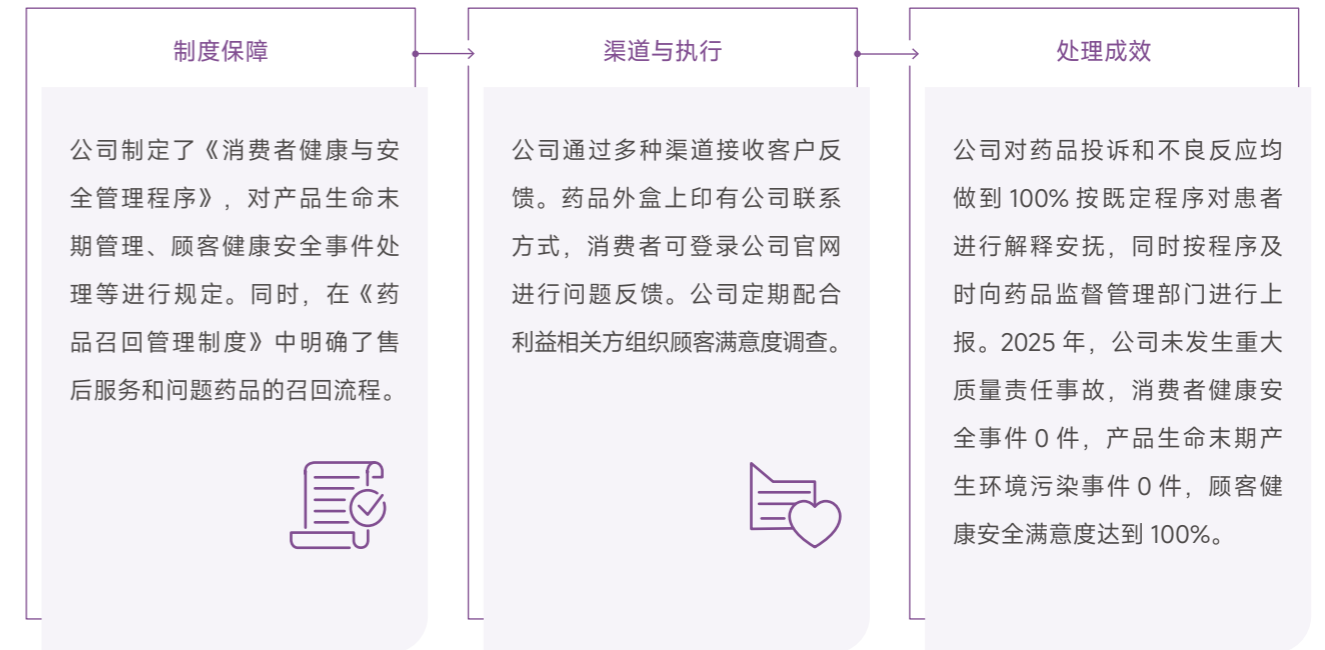 制度保障
公司制定了《消费者健康与安
全管理程序》，对产品生命末
期管理、顾客健康安全事件处
理等进行规定。同时，在《药
品召回管理制度》中明确了售
后服务和问题药品的召回流程。
渠道与执行
公司通过多种渠道接收客户反
馈。药品外盒上印有公司联系
方式，消费者可登录公司官网
进行问题反馈。公司定期配合
利益相关方组织顾客满意度调查。
处理成效
公司对药品投诉和不良反应均
做到 100% 按既定程序对患者
进行解释安抚，同时按程序及
时向药品监督管理部门进行上
报。2025 年，公司未发生重大
质量责任事故，消费者健康安
全事件 0 件，产品生命末期产
生环境污染事件 0 件，顾客健
康安全满意度达到 100%。